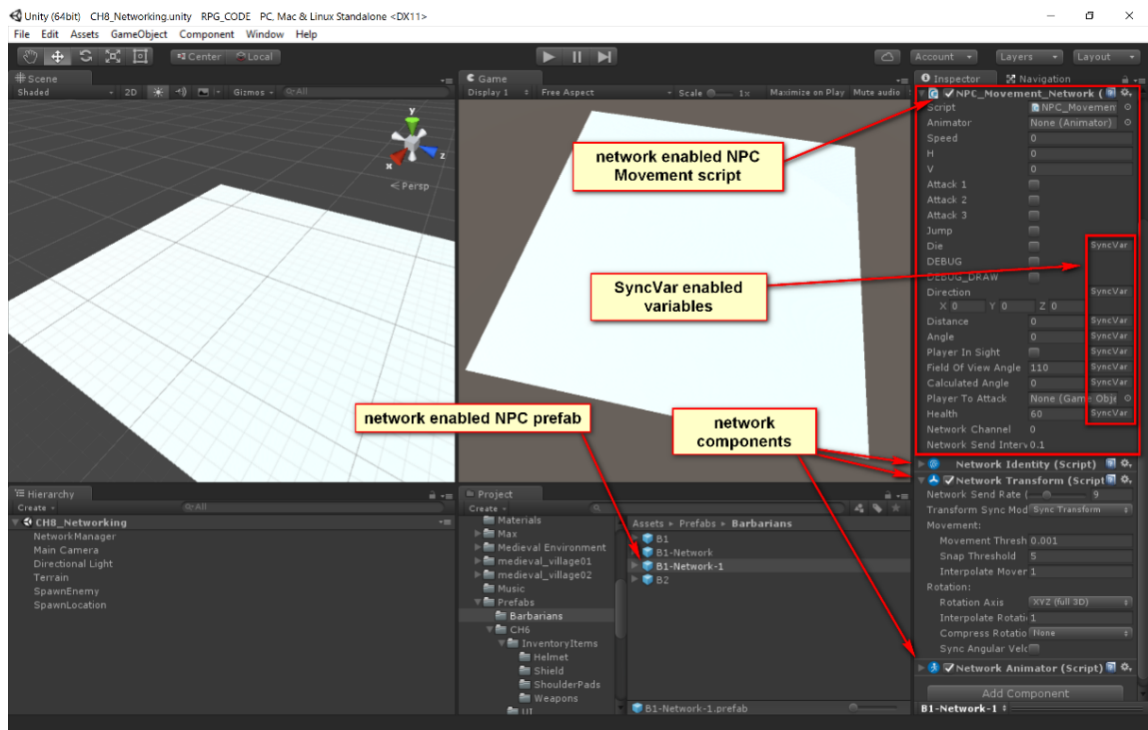 Unity (64bit) CH8_Networking.unity RPG_CODE PC, Mac & Linux Standalone <DX11>
File Edit Assets GameObject Component Window Help
Center Local
Account Layers Layout
Scene
Shaded 2D Gizmos All
y
x
z
Persp
Game
Display 1 Free Aspect Scale 1x Maximize on Play Mute audio
network enabled NPC
Movement script
SyncVar enabled
variables
network enabled NPC prefab
network
components
Inspector Navigation
NPC_Movement_Network (
Script NPC_Movemen
Animator None (Animator)
Speed 0
H 0
V 0
Attack 1
Attack 2
Attack 3
Jump
Die SyncVar
DEBUG
DEBUG_DRAW
Direction SyncVar
X 0 Y 0 Z 0
Distance 0 SyncVar
Angle 0 SyncVar
Player In Sight SyncVar
Field Of View Angle 110 SyncVar
Calculated Angle 0 SyncVar
Player To Attack None (Game Obje
Health 60 SyncVar
Network Channel 0
Network Send Interv 0.1
Network Identity (Script)
Network Transform (Script
Network Send Rate ( 9
Transform Sync Mod Sync Transform
Movement:
Movement Thresh 0.001
Snap Threshold 5
Interpolate Mover 1
Rotation:
Rotation Axis XYZ (full 3D)
Interpolate Rotati 1
Compress Rotatio None
Sync Angular Velc
Network Animator (Script)
Add Component
B1-Network-1
Hierarchy
Create All
CH8_Networking
NetworkManager
Main Camera
Directional Light
Terrain
SpawnEnemy
SpawnLocation
Project
Create
Materials
Max
Medieval Environment
medieval_village01
medieval_village02
Music
Prefabs
Barbarians
CH6
InventoryItems
Helmet
Shield
ShoulderPads
Weapons
UI
Assets Prefabs Barbarians
B1
B1-Network
B1-Network-1
B2
B1-Network-1.prefab